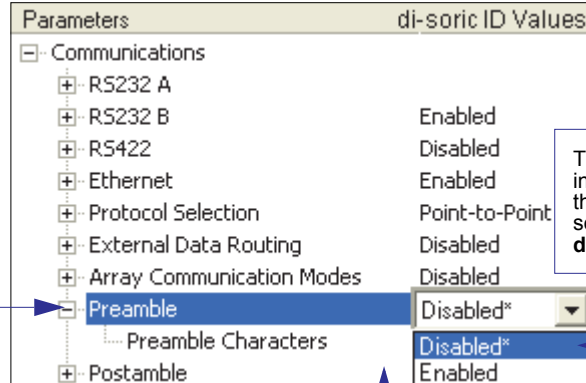 Parameters di-soric ID Values
Communications
RS232 A
RS232 B Enabled
RS422 Disabled
Ethernet Enabled
Protocol Selection Point-to-Point
External Data Routing Disabled
Array Communication Modes Disabled
Preamble Disabled*
Preamble Characters Disabled*
Postamble Enabled